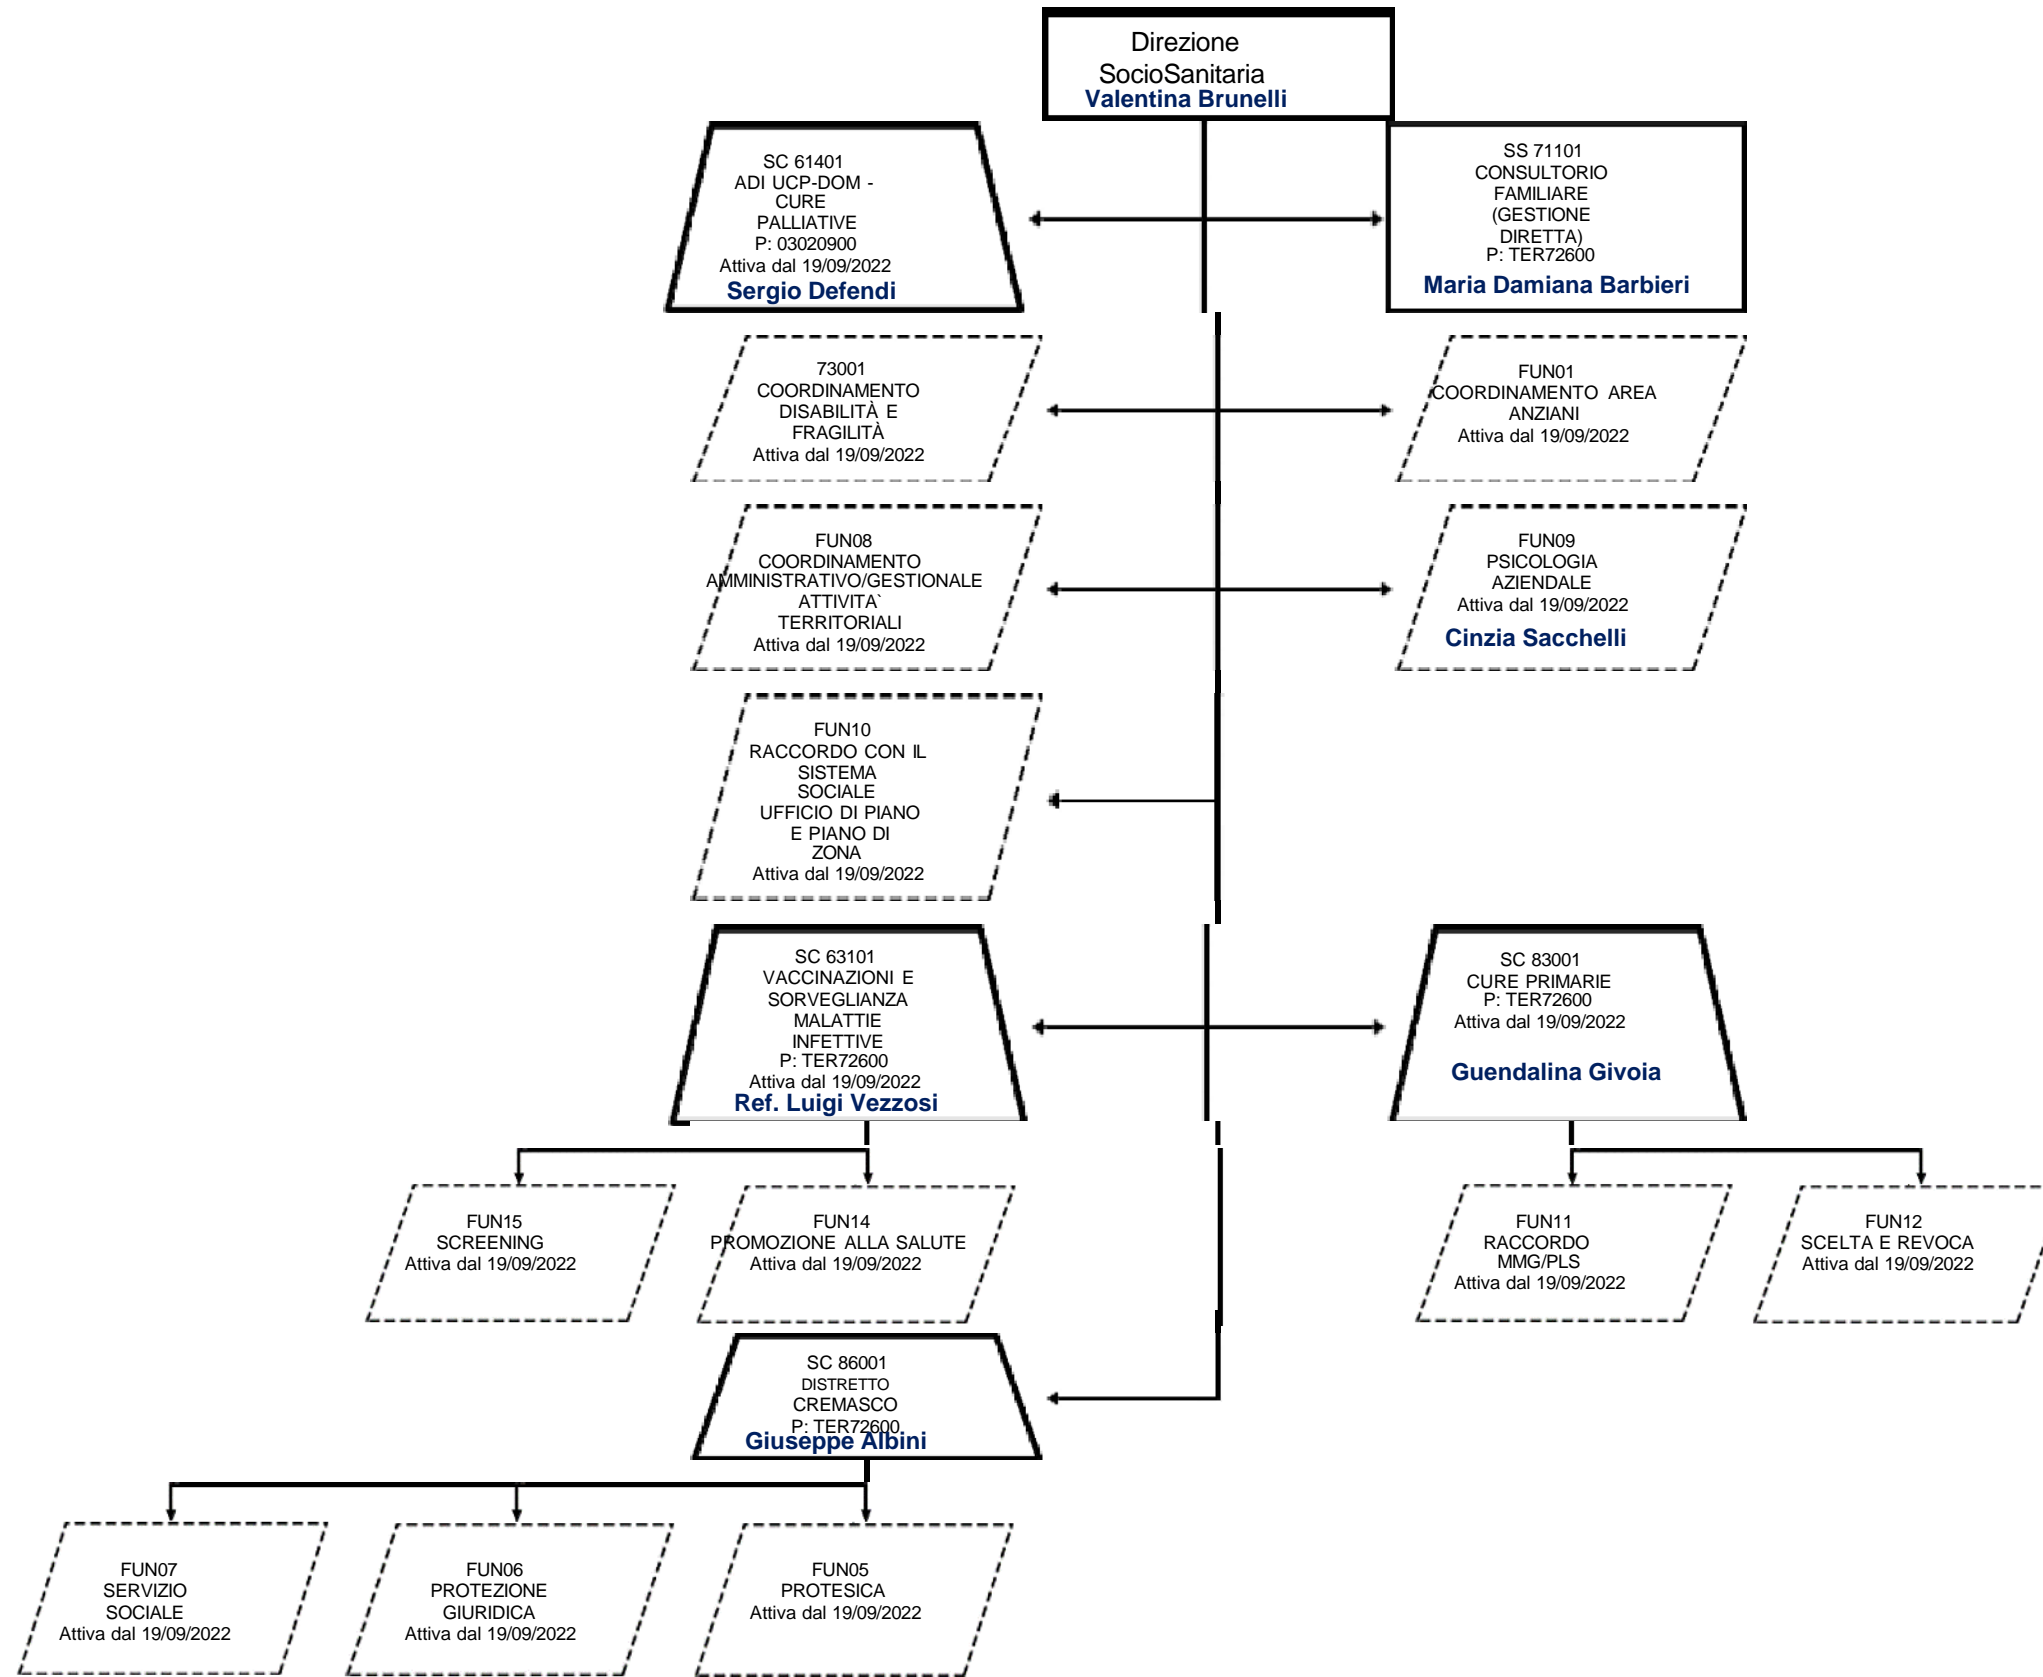 Direzione
SocioSanitaria
Valentina Brunelli
SC 61401
ADI UCP-DOM -
CURE
PALLIATIVE
P: 03020900
Attiva dal 19/09/2022
Sergio Defendi
SS 71101
CONSULTORIO
FAMILIARE
(GESTIONE
DIRETTA)
P: TER72600
Maria Damiana Barbieri
73001
COORDINAMENTO
DISABILITÀ E
FRAGILITÀ
Attiva dal 19/09/2022
FUN01
COORDINAMENTO AREA
ANZIANI
Attiva dal 19/09/2022
FUN08
COORDINAMENTO
AMMINISTRATIVO/GESTIONALE
ATTIVITA`
TERRITORIALI
Attiva dal 19/09/2022
FUN09
PSICOLOGIA
AZIENDALE
Attiva dal 19/09/2022
Cinzia Sacchelli
FUN10
RACCORDO CON IL
SISTEMA
SOCIALE
UFFICIO DI PIANO
E PIANO DI
ZONA
Attiva dal 19/09/2022
SC 63101
VACCINAZIONI E
SORVEGLIANZA
MALATTIE
INFETTIVE
P: TER72600
Attiva dal 19/09/2022
Ref. Luigi Vezzosi
SC 83001
CURE PRIMARIE
P: TER72600
Attiva dal 19/09/2022
Guendalina Givoia
FUN15
SCREENING
Attiva dal 19/09/2022
FUN14
PROMOZIONE ALLA SALUTE
Attiva dal 19/09/2022
FUN11
RACCORDO
MMG/PLS
Attiva dal 19/09/2022
FUN12
SCELTA E REVOCA
Attiva dal 19/09/2022
SC 86001
DISTRETTO
CREMASCO
P: TER72600
Giuseppe Albini
FUN07
SERVIZIO
SOCIALE
Attiva dal 19/09/2022
FUN06
PROTEZIONE
GIURIDICA
Attiva dal 19/09/2022
FUN05
PROTESICA
Attiva dal 19/09/2022